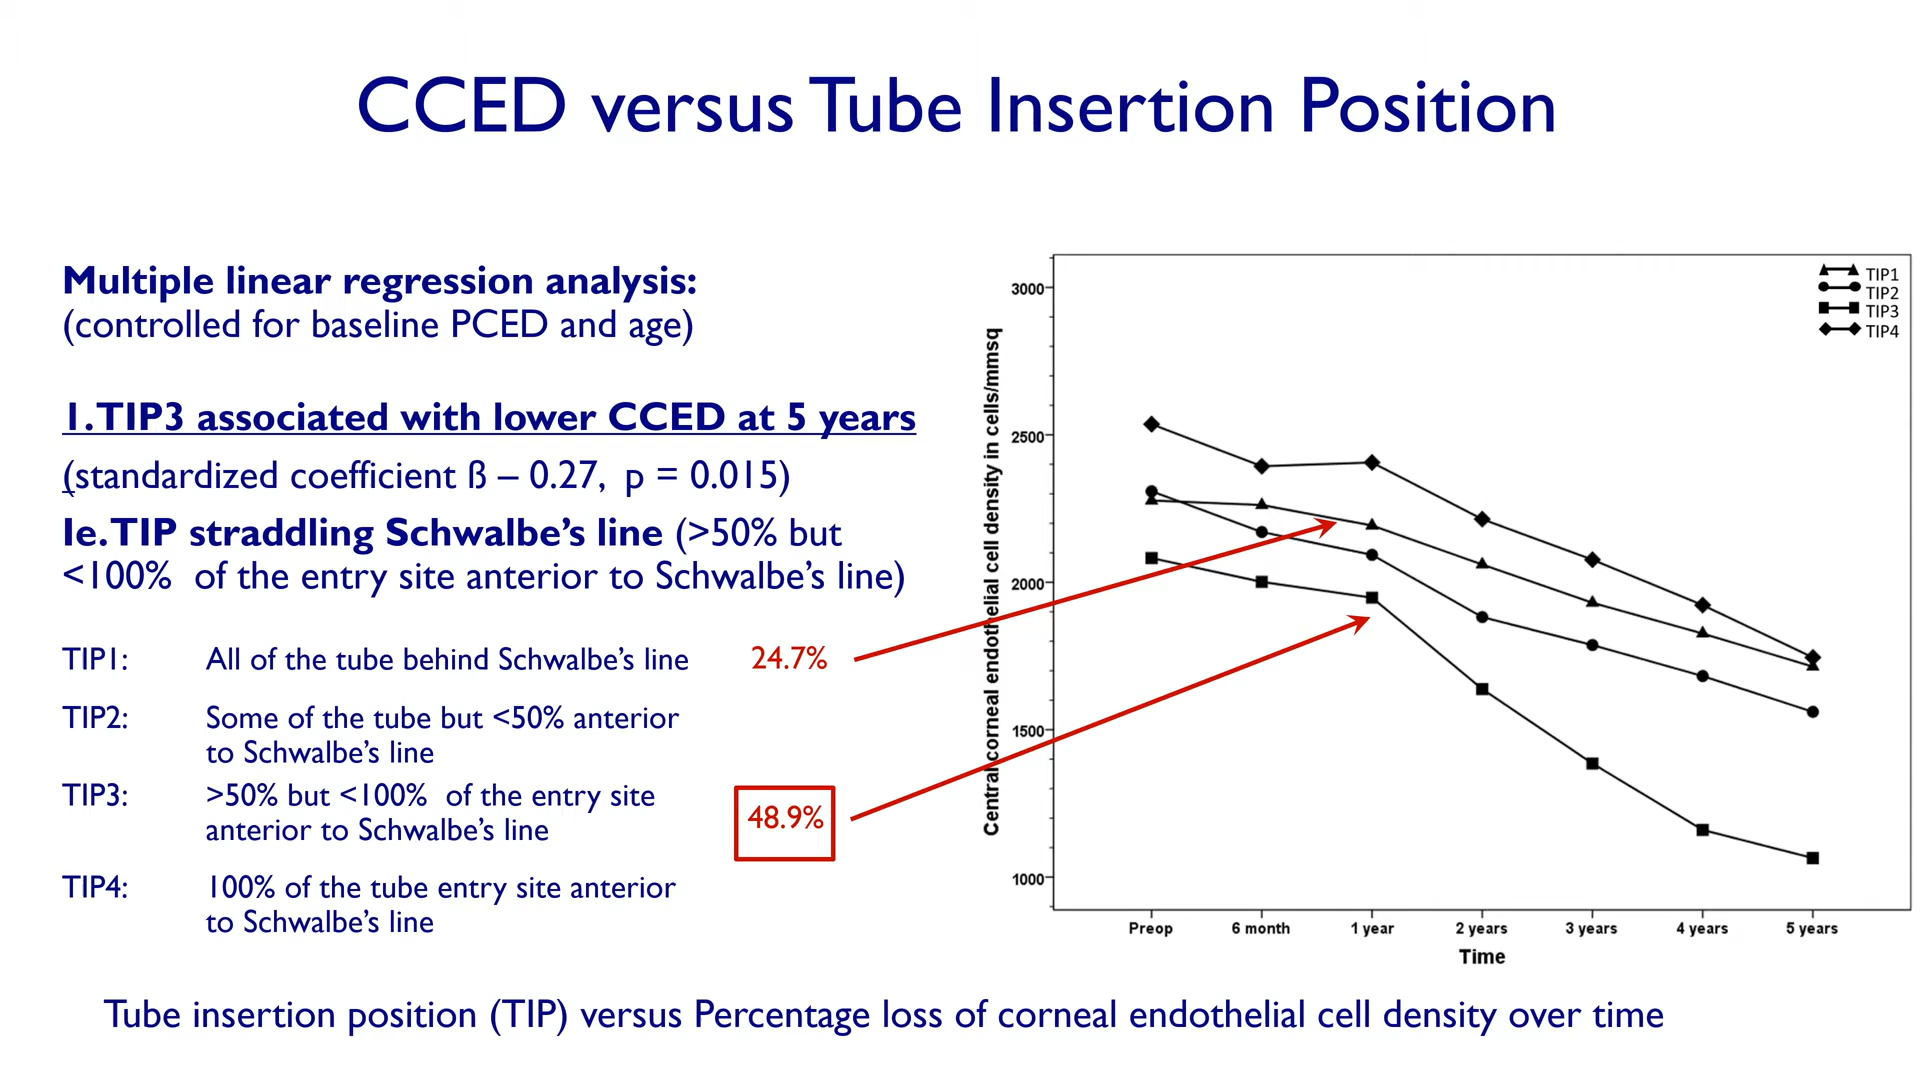 CCED versus Tube Insertion Position
Multiple linear regression analysis:
(controlled for baseline PCED and age)
1. TIP3 associated with lower CCED at 5 years
(standardized coefficient ß – 0.27, p = 0.015)
Ie. TIP straddling Schwalbe’s line (>50% but
<100% of the entry site anterior to Schwalbe’s line)
TIP1: All of the tube behind Schwalbe’s line 24.7%
TIP2: Some of the tube but <50% anterior
to Schwalbe’s line
TIP3: >50% but <100% of the entry site
anterior to Schwalbe’s line
48.9%
TIP4: 100% of the tube entry site anterior
to Schwalbe’s line
Central corneal endothelial cell density in cells/mmsq
3000
2500
2000
1500
1000
TIP1
TIP2
TIP3
TIP4
Preop 6 month 1 year 2 years 3 years 4 years 5 years
Time
Tube insertion position (TIP) versus Percentage loss of corneal endothelial cell density over time